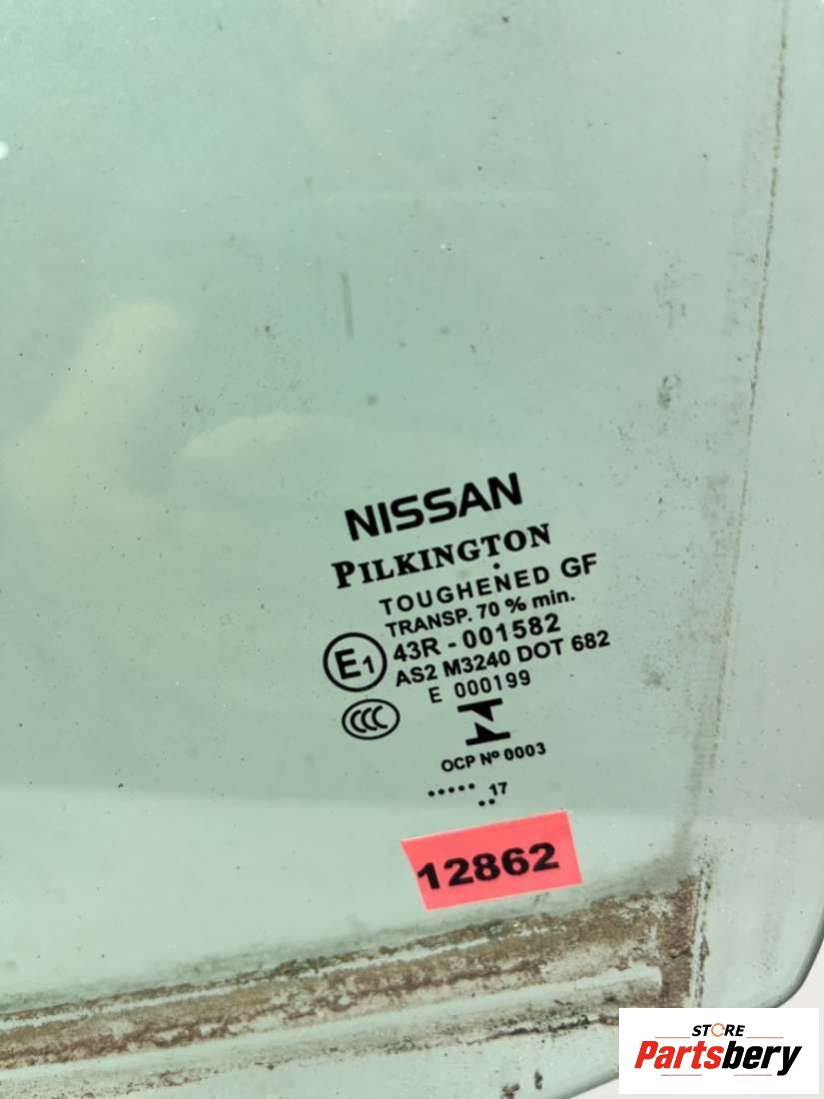 NISSAN
PILKINGTON
TOUGHENED GF
TRANSP. 70 % min.
E1 43R - 001582
AS2 M3240 DOT 682
E 000199
CCC
OCP Nº 0003
..... 17
..
12862
STORE
Partsbery